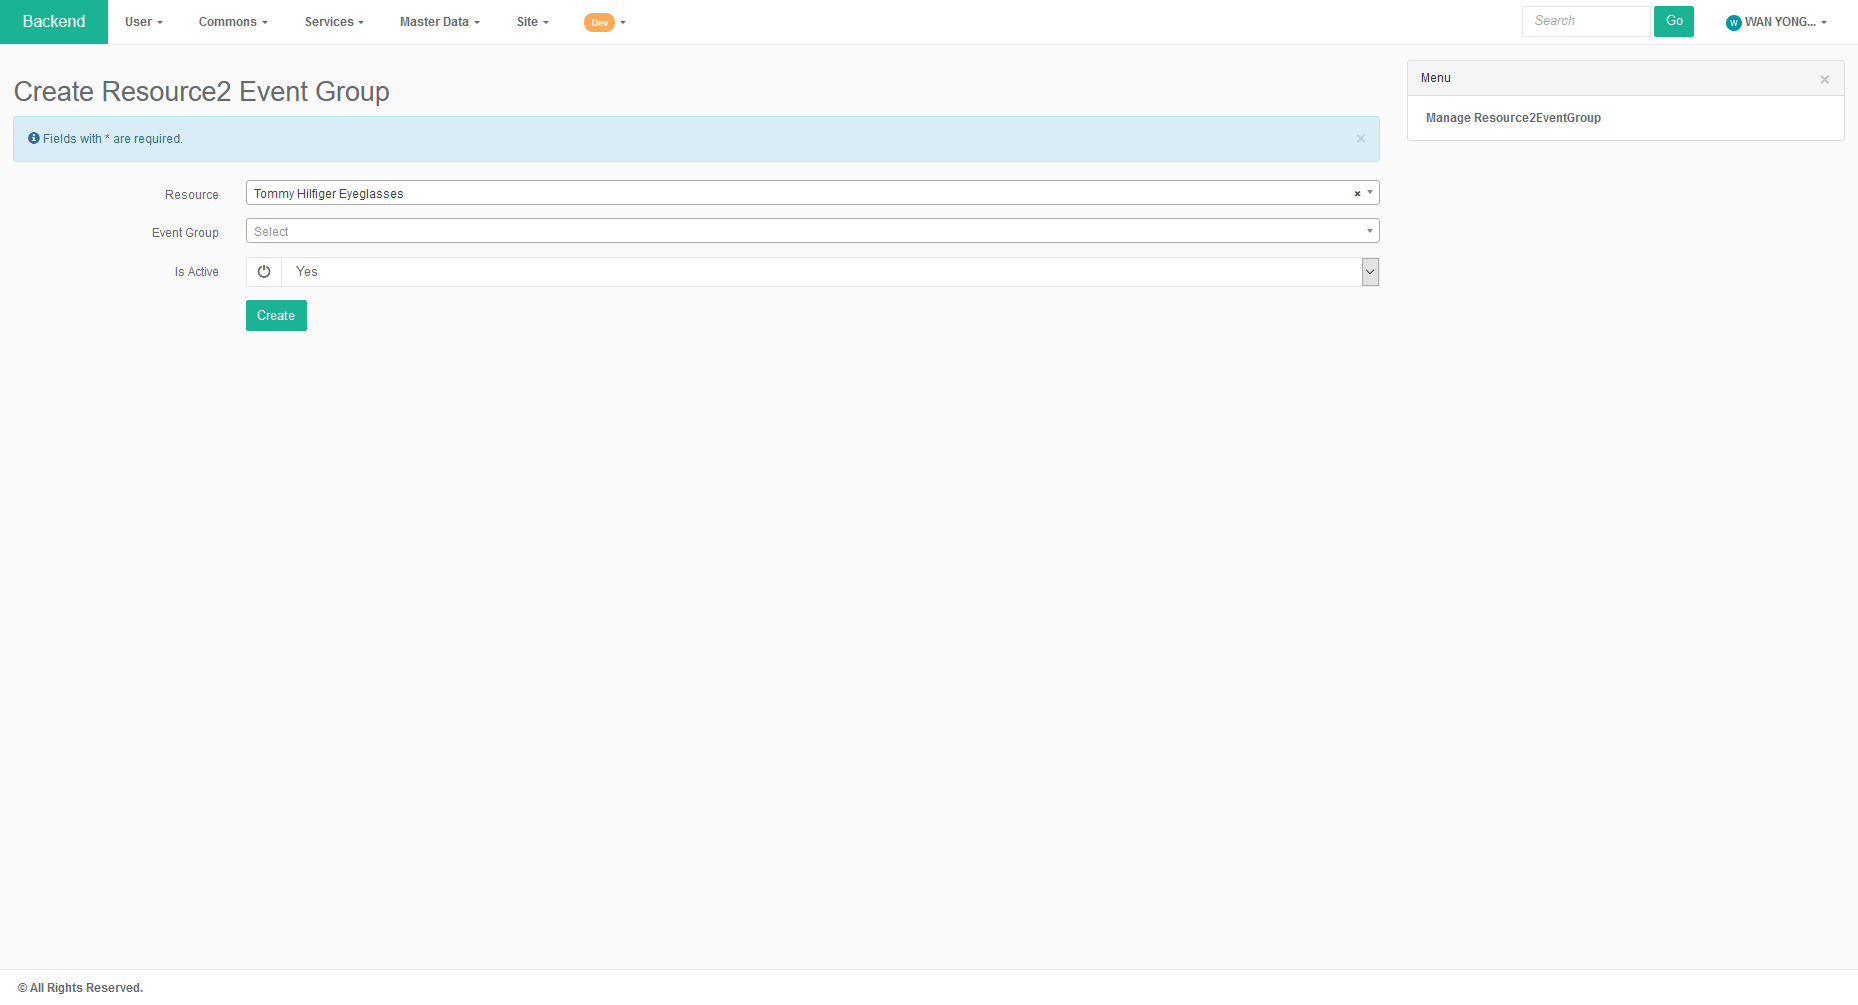 Backend User Commons Services Master Data Site Dev Search Go W WAN YONG...
Create Resource2 Event Group
Fields with * are required.
Resource Tommy Hilfiger Eyeglasses
Event Group Select
Is Active Yes
Create
Menu
Manage Resource2EventGroup
© All Rights Reserved.